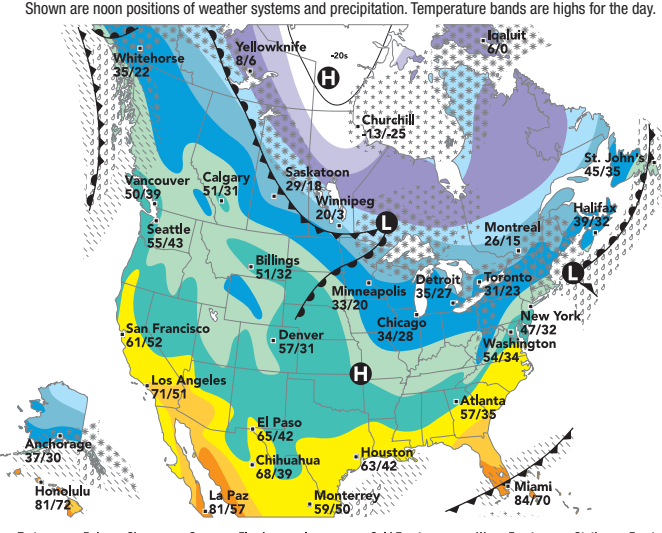 Shown are noon positions of weather systems and precipitation. Temperature bands are highs for the day.
Whitehorse
35/22
Yellowknife
8/6
-20s
H
Iqaluit
6/0
Churchill
-13/-25
St. John's
45/35
Vancouver
50/39
Calgary
51/31
Saskatoon
29/18
Winnipeg
20/3
L
Halifax
39/32
Seattle
55/43
Montreal
26/15
Billings
51/32
Minneapolis
33/20
Detroit
35/27
Toronto
31/23
L
Chicago
34/28
New York
47/32
San Francisco
61/52
Denver
57/31
Washington
54/34
H
Los Angeles
71/51
Atlanta
57/35
El Paso
65/42
Anchorage
37/30
Chihuahua
68/39
Houston
63/42
Honolulu
81/72
La Paz
81/57
Monterrey
59/50
Miami
84/70